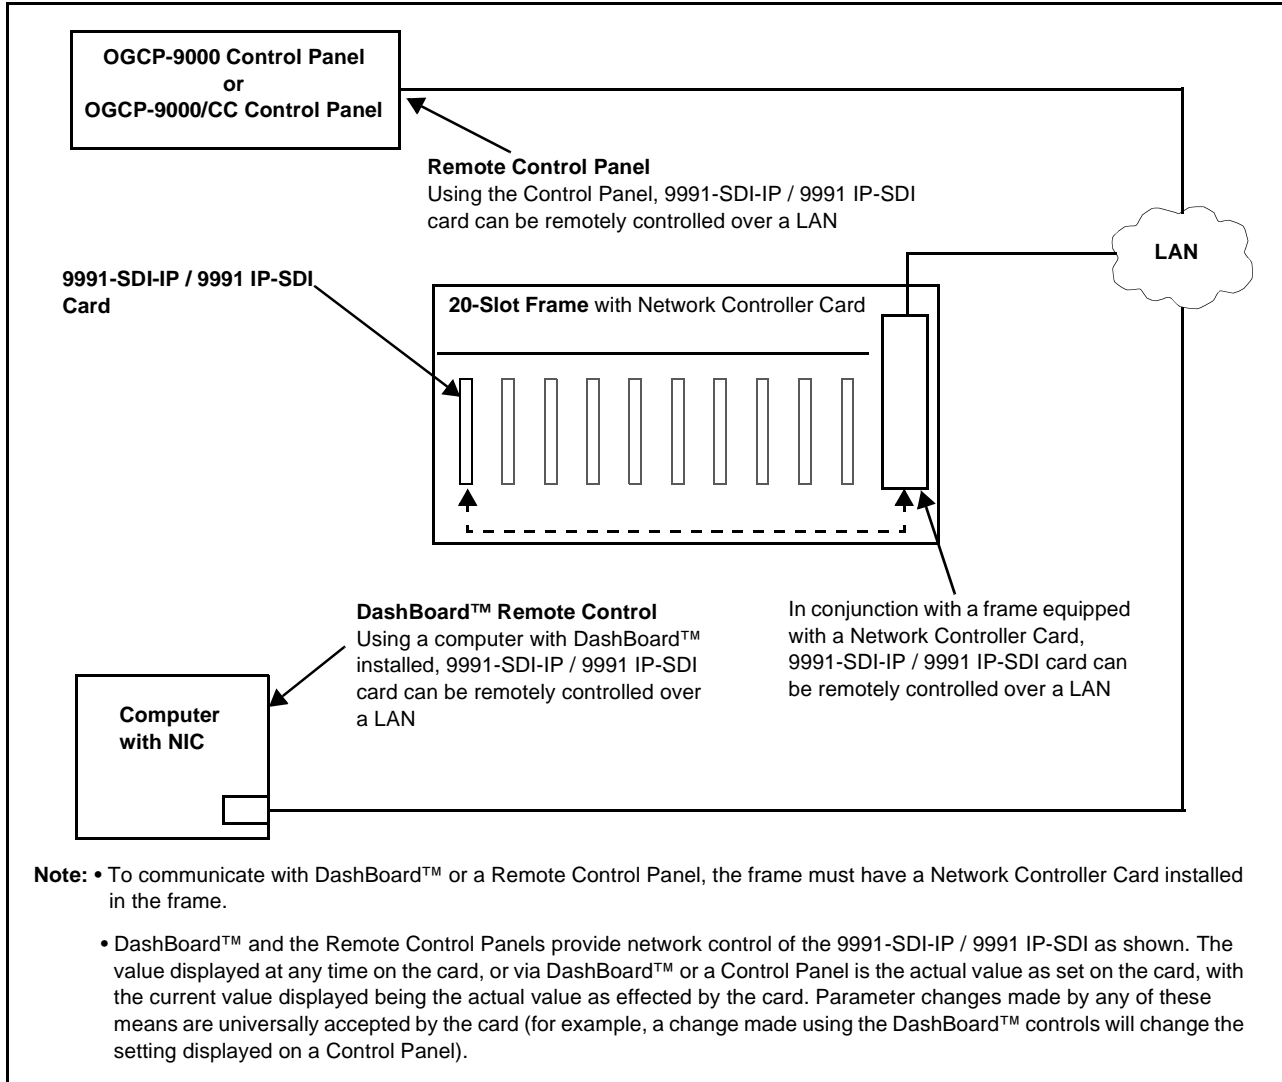 OGCP-9000 Control Panel
or
OGCP-9000/CC Control Panel
Remote Control Panel
Using the Control Panel, 9991-SDI-IP / 9991 IP-SDI
card can be remotely controlled over a LAN
LAN
9991-SDI-IP / 9991 IP-SDI
Card
20-Slot Frame with Network Controller Card
DashBoard™ Remote Control
Using a computer with DashBoard™
installed, 9991-SDI-IP / 9991 IP-SDI
card can be remotely controlled over
a LAN
In conjunction with a frame equipped
with a Network Controller Card,
9991-SDI-IP / 9991 IP-SDI card can
be remotely controlled over a LAN
Computer
with NIC
Note: • To communicate with DashBoard™ or a Remote Control Panel, the frame must have a Network Controller Card installed
in the frame.
• DashBoard™ and the Remote Control Panels provide network control of the 9991-SDI-IP / 9991 IP-SDI as shown. The
value displayed at any time on the card, or via DashBoard™ or a Control Panel is the actual value as set on the card, with
the current value displayed being the actual value as effected by the card. Parameter changes made by any of these
means are universally accepted by the card (for example, a change made using the DashBoard™ controls will change the
setting displayed on a Control Panel).